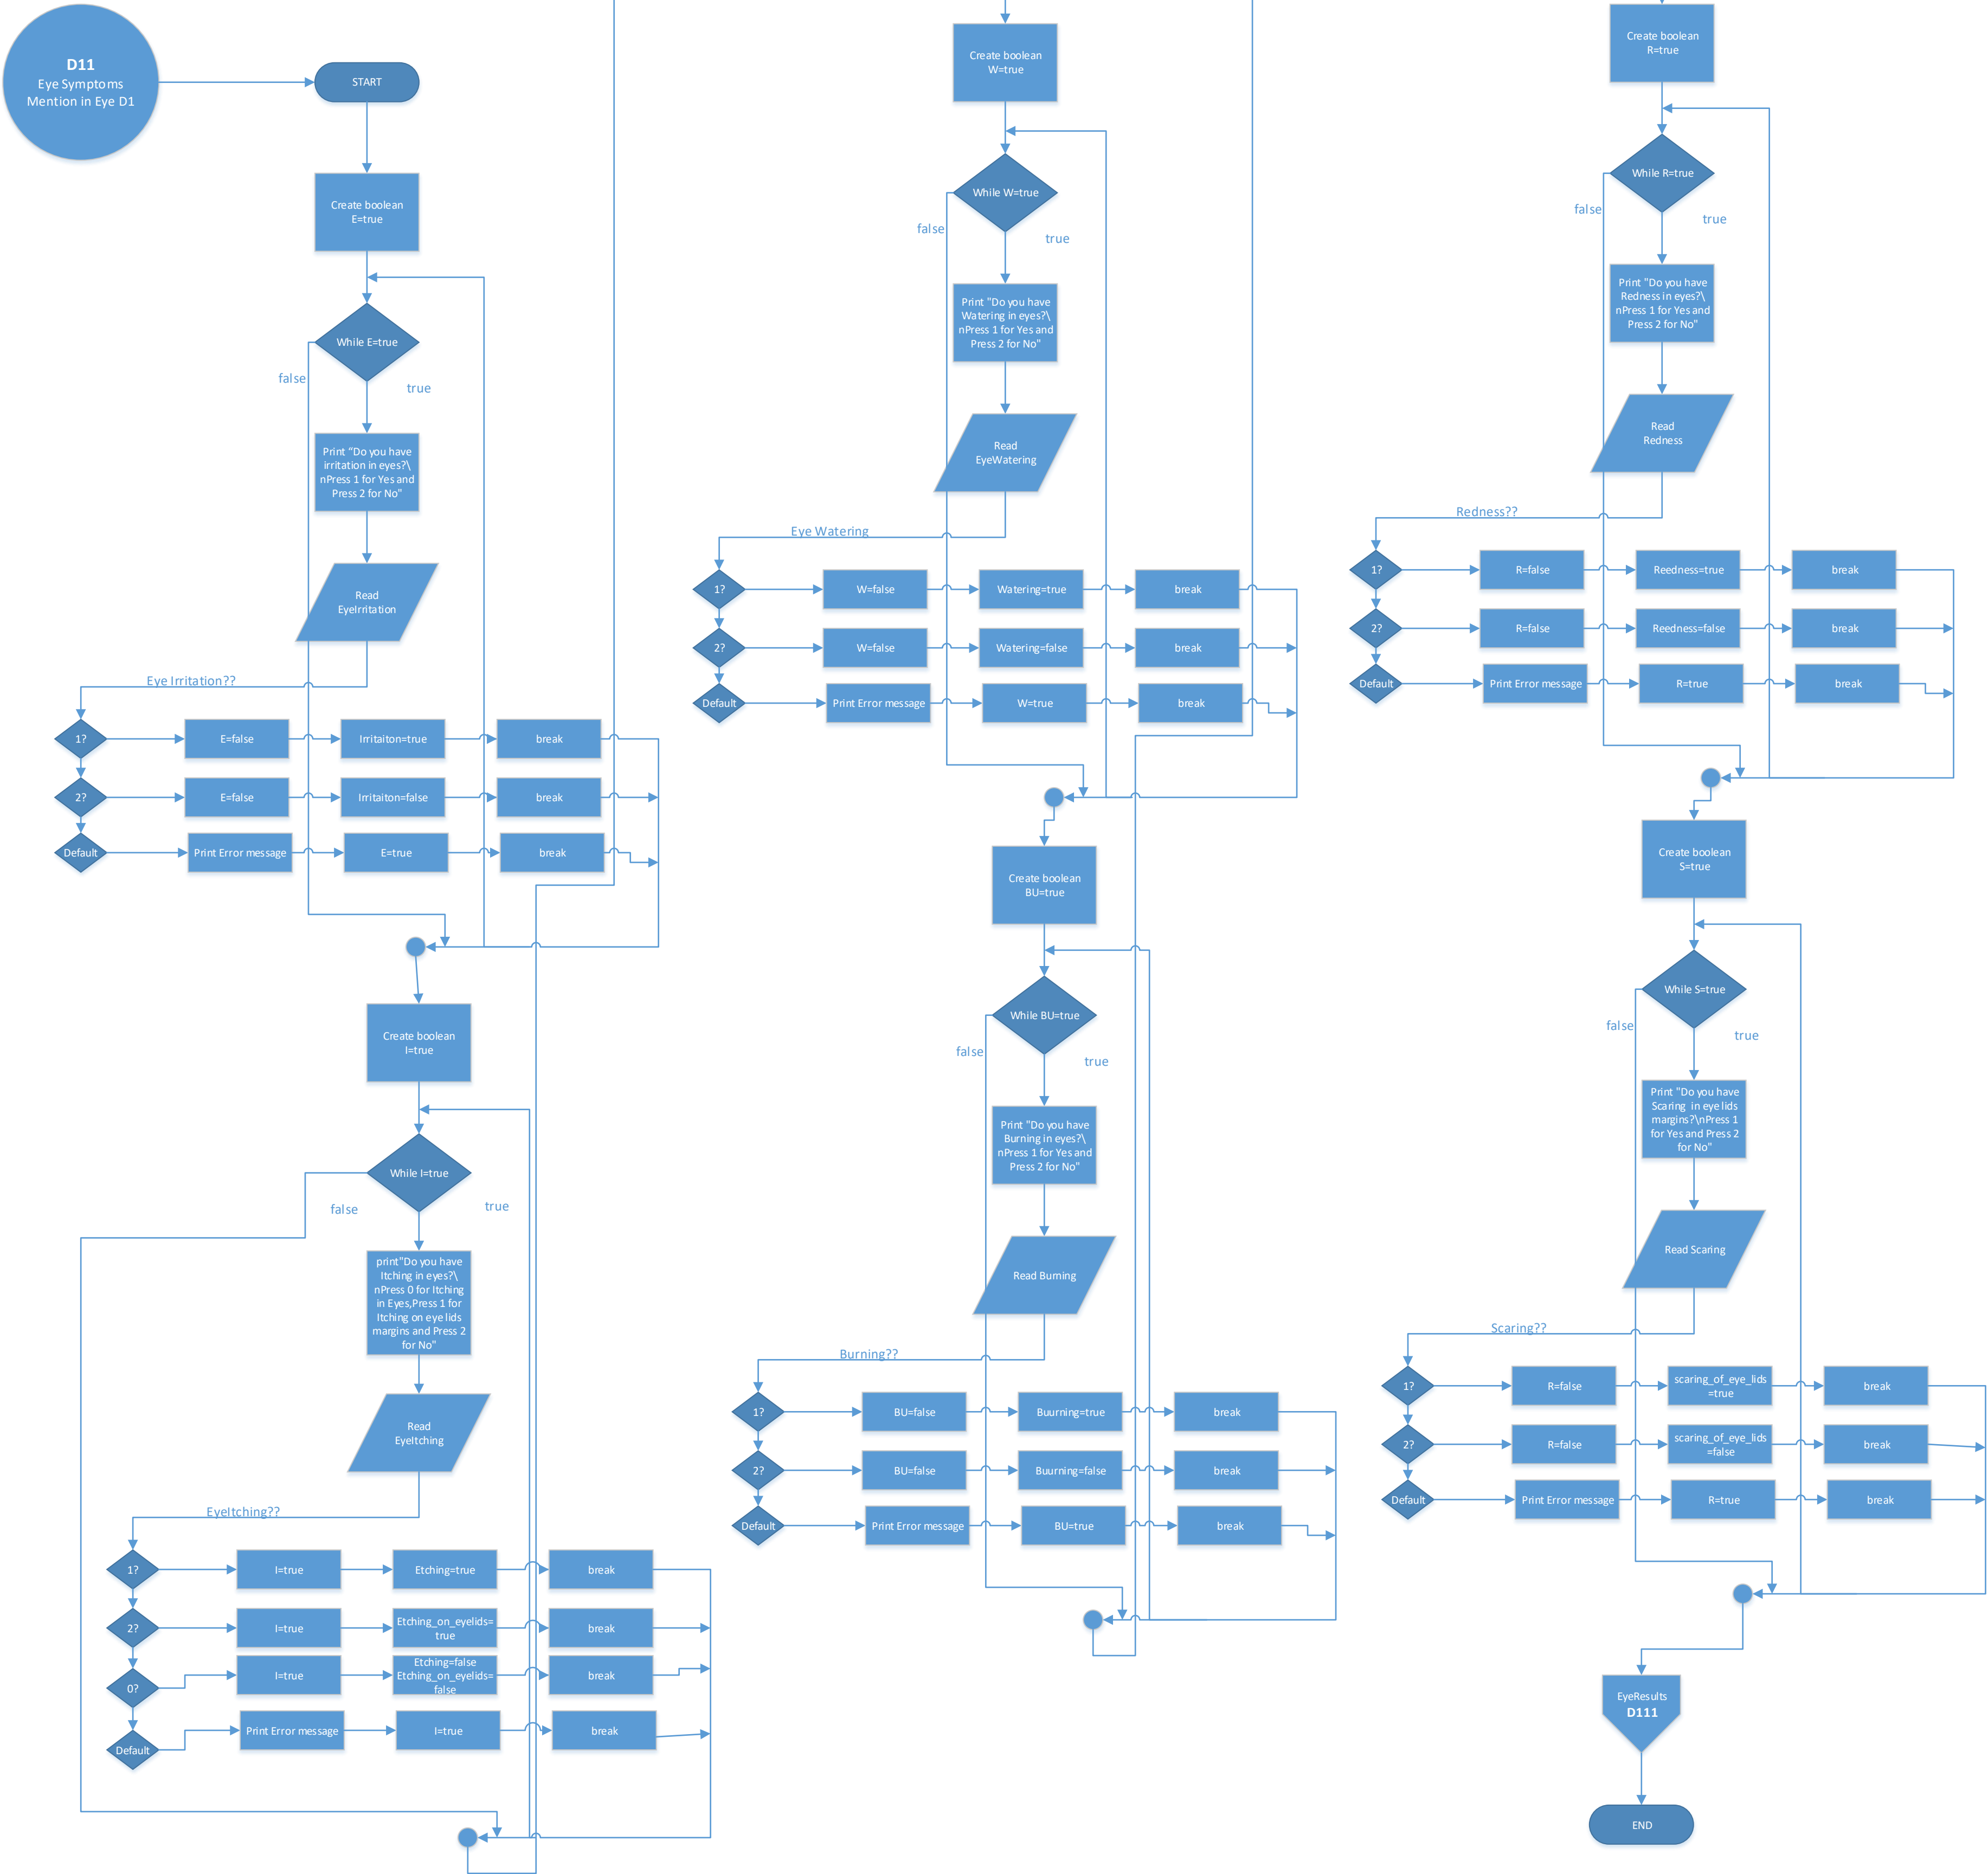 D11
Eye Symptoms
Mention in Eye D1
START
Create boolean
E=true
While E=true
false
true
Print “Do you have
irritation in eyes?\
nPress 1 for Yes and
Press 2 for No"
Read
EyeIrritation
Eye Irritation??
1?
E=false
Irritaiton=true
break
2?
E=false
Irritaiton=false
break
Default
Print Error message
E=true
break
Create boolean
I=true
While I=true
false
true
print"Do you have
Itching in eyes?\
nPress 0 for Itching
in Eyes,Press 1 for
Itching on eye lids
margins and Press 2
for No"
Read
EyeItching
EyeItching??
1?
I=true
Etching=true
break
2?
I=true
Etching_on_eyelids=
true
break
0?
I=true
Etching=false
Etching_on_eyelids=
false
break
Default
Print Error message
I=true
break
Create boolean
W=true
While W=true
false
true
Print "Do you have
Watering in eyes?\
nPress 1 for Yes and
Press 2 for No"
Read
EyeWatering
Eye Watering
1?
W=false
Watering=true
break
2?
W=false
Watering=false
break
Default
Print Error message
W=true
break
Create boolean
BU=true
While BU=true
false
true
Print "Do you have
Burning in eyes?\
nPress 1 for Yes and
Press 2 for No"
Read Burning
Burning??
1?
BU=false
Buurning=true
break
2?
BU=false
Buurning=false
break
Default
Print Error message
BU=true
break
Create boolean
R=true
While R=true
false
true
Print "Do you have
Redness in eyes?\
nPress 1 for Yes and
Press 2 for No"
Read
Redness
Redness??
1?
R=false
Reedness=true
break
2?
R=false
Reedness=false
break
Default
Print Error message
R=true
break
Create boolean
S=true
While S=true
false
true
Print "Do you have
Scaring  in eye lids
margins?\nPress 1
for Yes and Press 2
for No"
Read Scaring
Scaring??
1?
R=false
scaring_of_eye_lids
=true
break
2?
R=false
scaring_of_eye_lids
=false
break
Default
Print Error message
R=true
break
EyeResults
D111
END